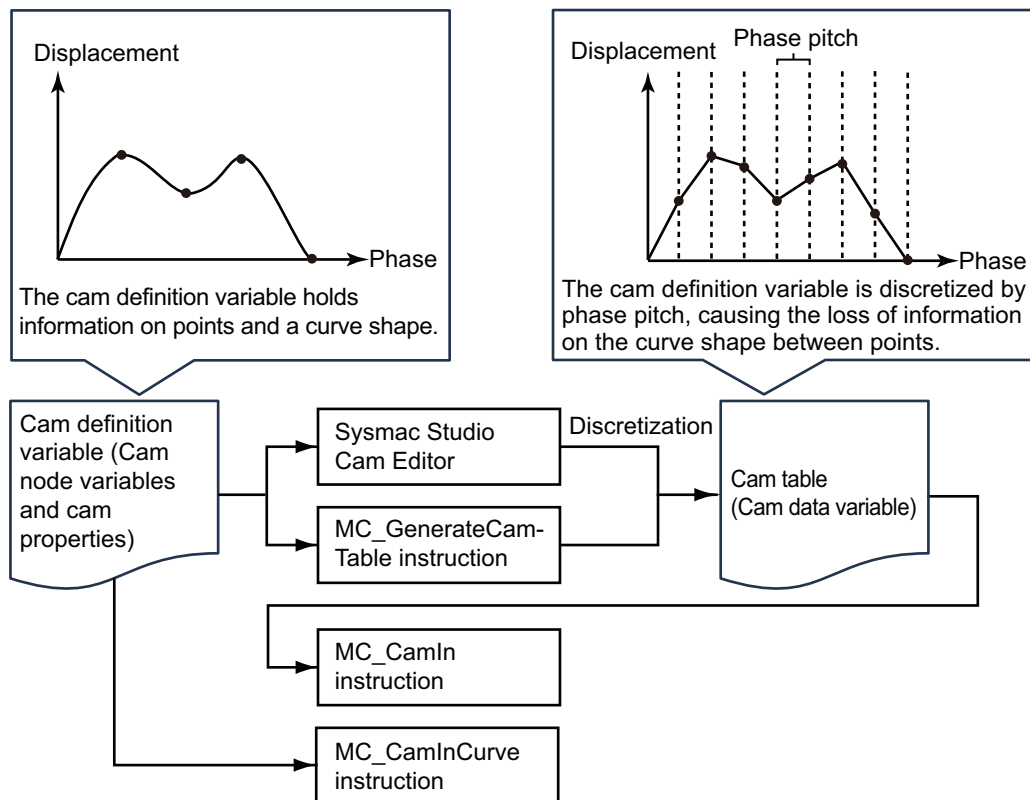 Displacement
Phase
The cam definition variable holds
information on points and a curve shape.
Phase pitch
Displacement
Phase
The cam definition variable is discretized by
phase pitch, causing the loss of information
on the curve shape between points.
Cam definition
variable (Cam
node variables
and cam
properties)
Sysmac Studio
Cam Editor
MC_GenerateCam-
Table instruction
Discretization
Cam table
(Cam data variable)
MC_CamIn
instruction
MC_CamInCurve
instruction